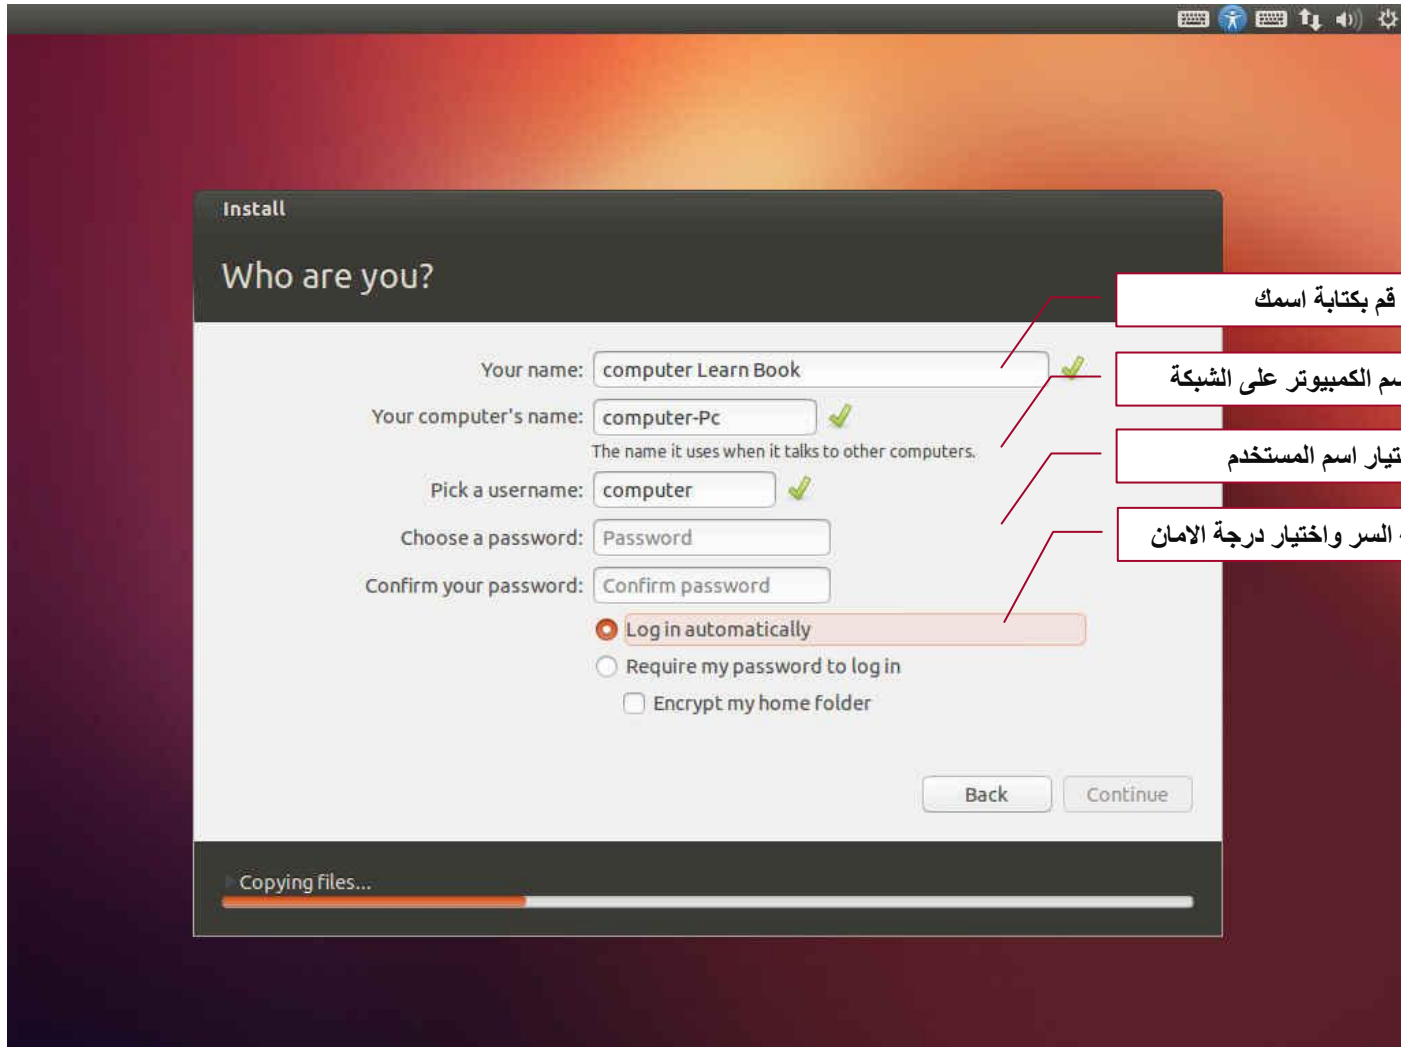 Install
Who are you?
قم بكتابة اسمك
Your name: computer Learn Book
الكمبيوتر على الشبكة
Your computer's name: computer-Pc
The name it uses when it talks to other computers.
اسم المستخدم
Pick a username: computer
Choose a password: Password
السر واختيار درجة الامان
Confirm your password: Confirm password
Log in automatically
Require my password to log in
Encrypt my home folder
Back Continue
Copying files...